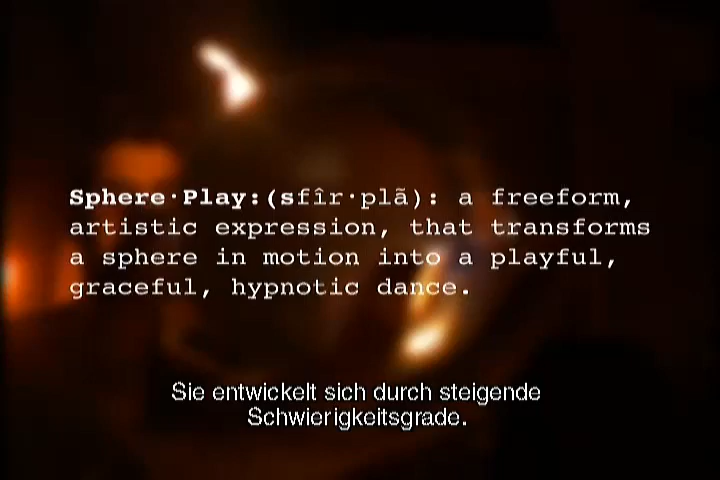 Sphere·Play:(sfîr·plã): a freeform,
artistic expression, that transforms
a sphere in motion into a playful,
graceful, hypnotic dance.
Sie entwickelt sich durch steigende
Schwierigkeitsgrade.